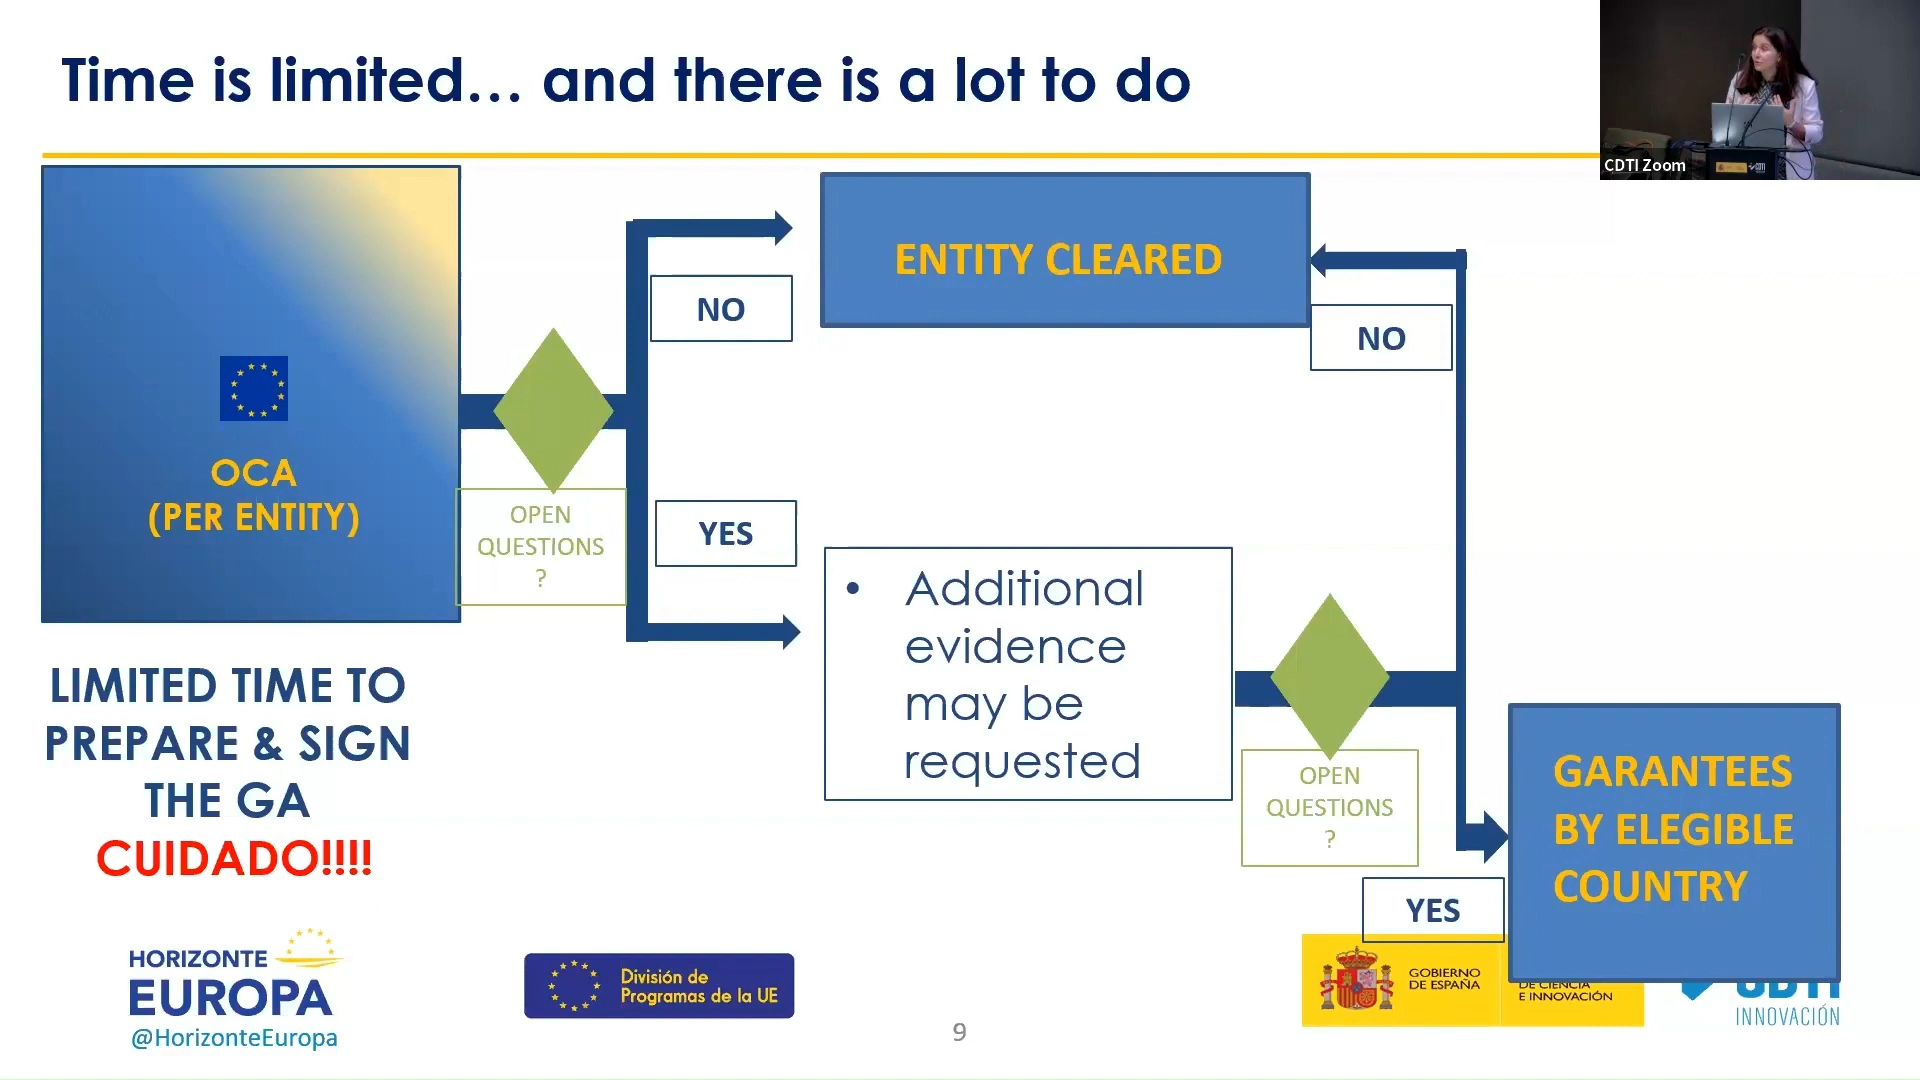 Time is limited... and there is a lot to do
CDTI Zoom
OCA
(PER ENTITY)
OPEN
QUESTIONS
?
NO
YES
ENTITY CLEARED
NO
• Additional
evidence
may be
requested
OPEN
QUESTIONS
?
YES
GARANTEES
BY ELEGIBLE
COUNTRY
LIMITED TIME TO
PREPARE & SIGN
THE GA
CUIDADO!!!!
HORIZONTE
EUROPA
@HorizonteEuropa
División de
Programas de la UE
9
GOBIERNO
DE ESPAÑA
DE CIENCIA
E INNOVACIÓN
CDTI
INNOVACIÓN